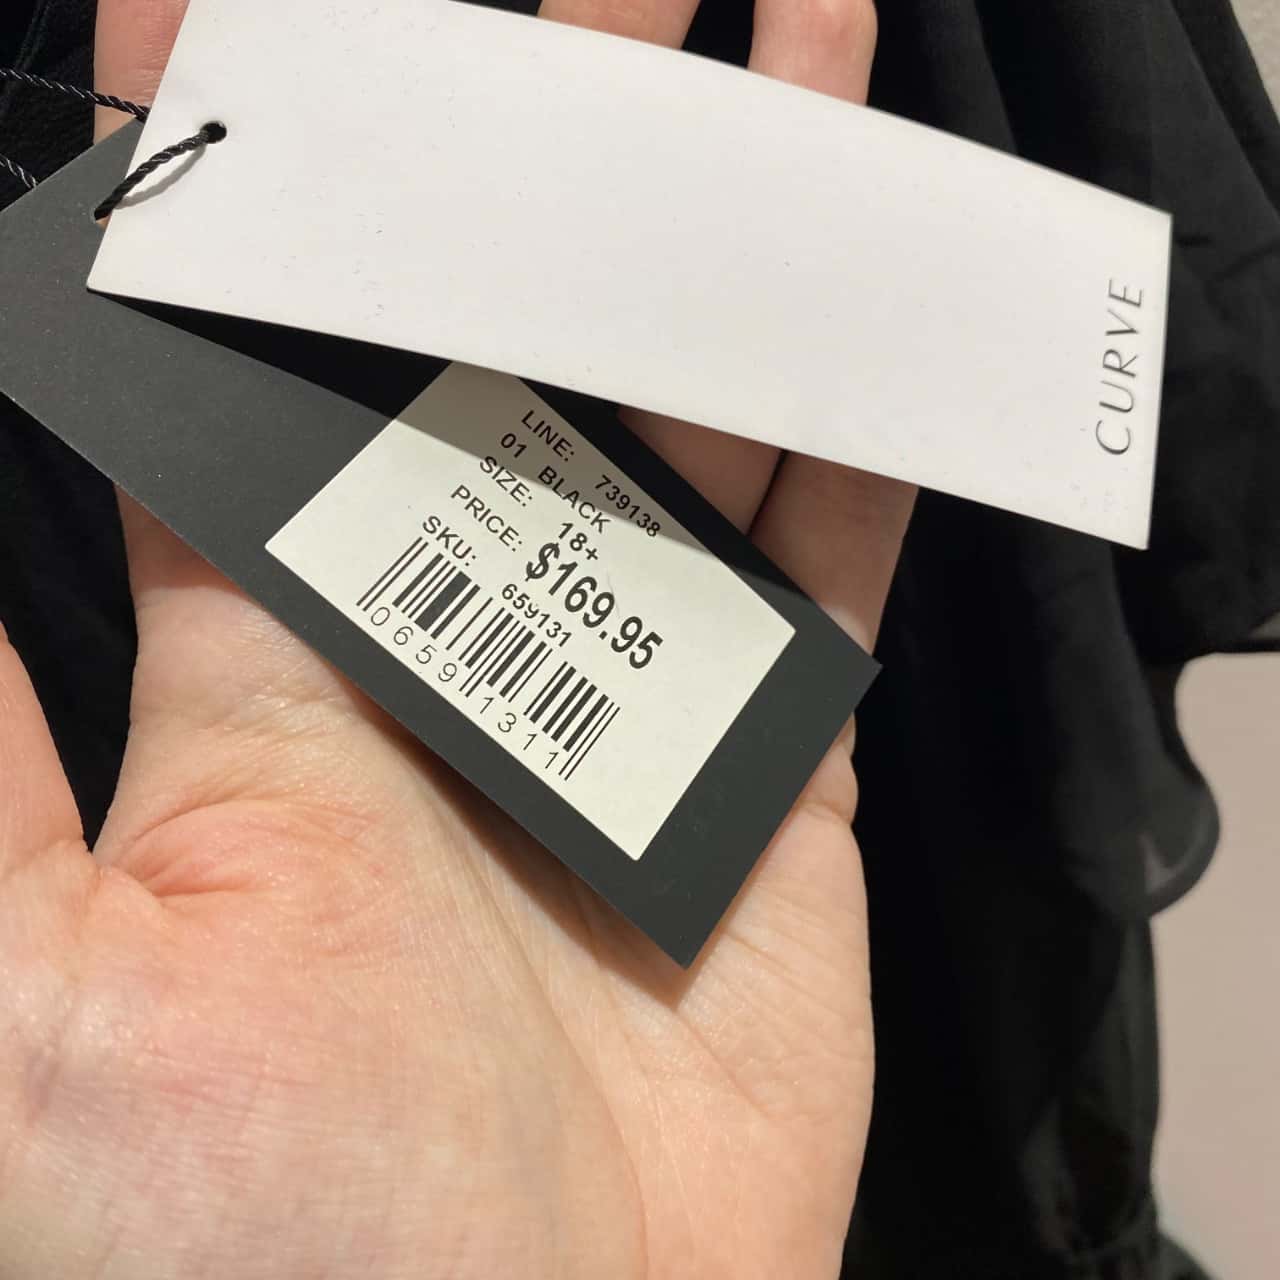 CURVE
LINE: 739138
01 BLACK
SIZE: 18+
PRICE: $169.95
SKU: 659131
06591311